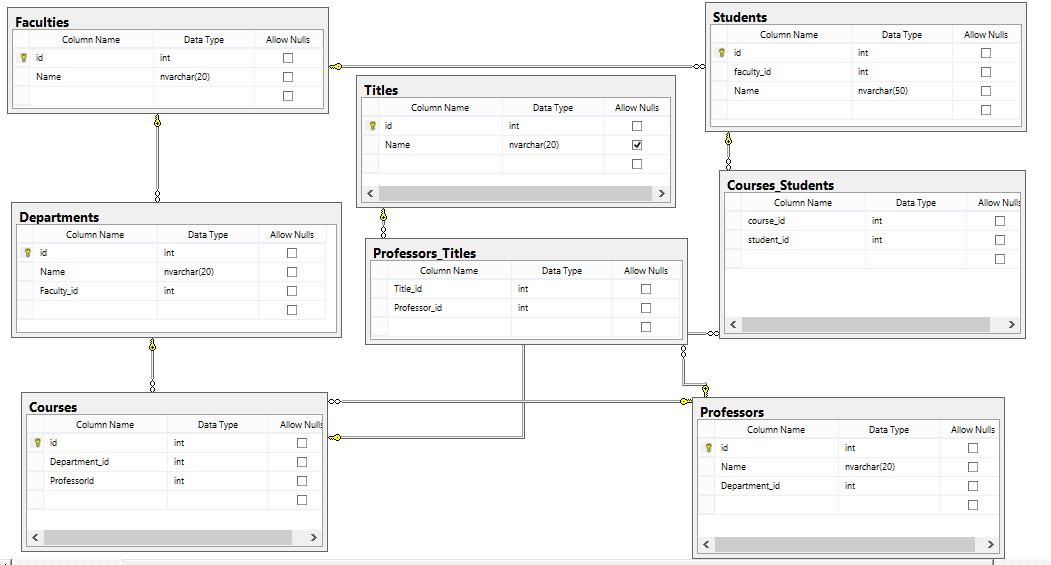 Faculties
Column Name Data Type Allow Nulls
id int
Name nvarchar(20)
Students
Column Name Data Type Allow Nulls
id int
faculty_id int
Name nvarchar(50)
Titles
Column Name Data Type Allow Nulls
id int
Name nvarchar(20)
Courses_Students
Column Name Data Type Allow Nulls
course_id int
student_id int
Departments
Column Name Data Type Allow Nulls
id int
Name nvarchar(20)
Faculty_id int
Professors_Titles
Column Name Data Type Allow Nulls
Title_id int
Professor_id int
Courses
Column Name Data Type Allow Nulls
id int
Department_id int
ProfessorId int
Professors
Column Name Data Type Allow Nulls
id int
Name nvarchar(20)
Department_id int